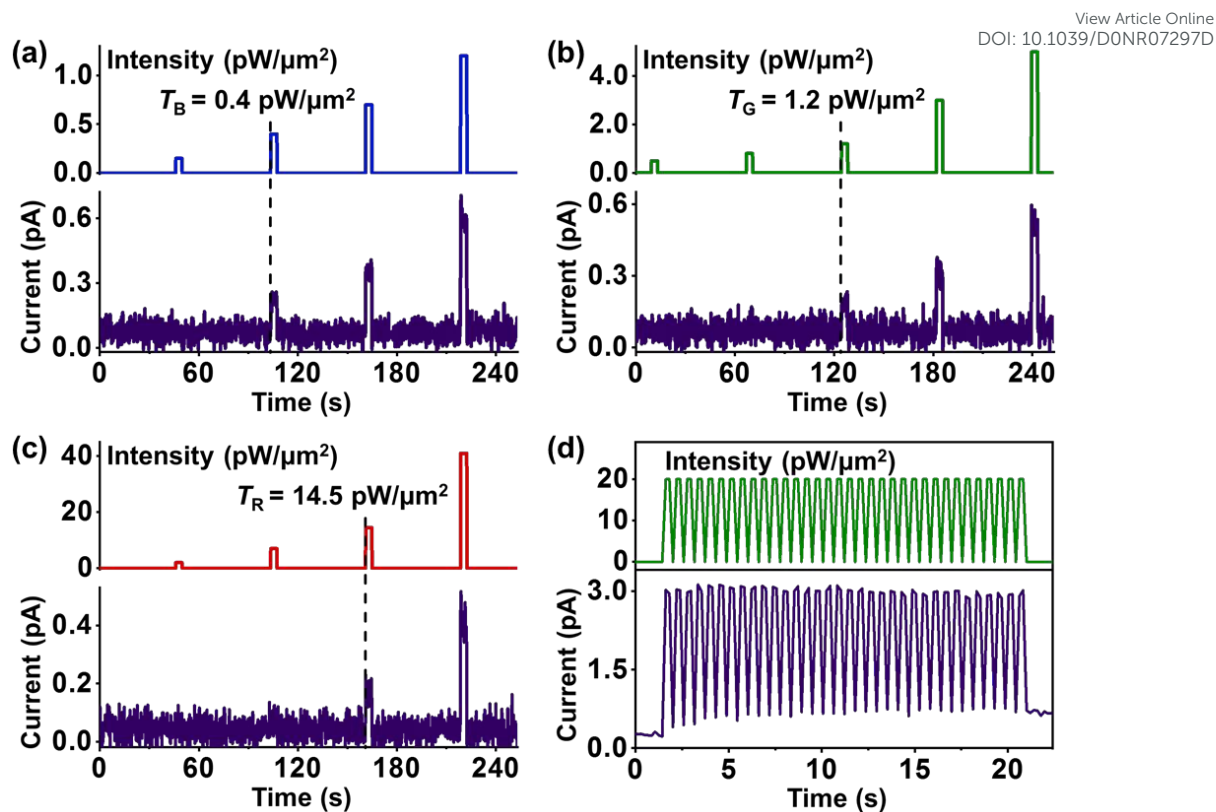 View Article Online
DOI: 10.1039/D0NR07297D
(a)
Intensity (pW/μm²)
T_B = 0.4 pW/μm²
1.0
0.5
0.0
Current (pA)
0.6
0.3
0.0
0 60 120 180 240
Time (s)
(b)
Intensity (pW/μm²)
T_G = 1.2 pW/μm²
4.0
2.0
0.0
Current (pA)
0.6
0.3
0.0
0 60 120 180 240
Time (s)
(c)
Intensity (pW/μm²)
T_R = 14.5 pW/μm²
40
20
0
Current (pA)
0.4
0.2
0.0
0 60 120 180 240
Time (s)
(d)
Intensity (pW/μm²)
20
10
0
Current (pA)
3.0
1.5
0.0
0 5 10 15 20
Time (s)